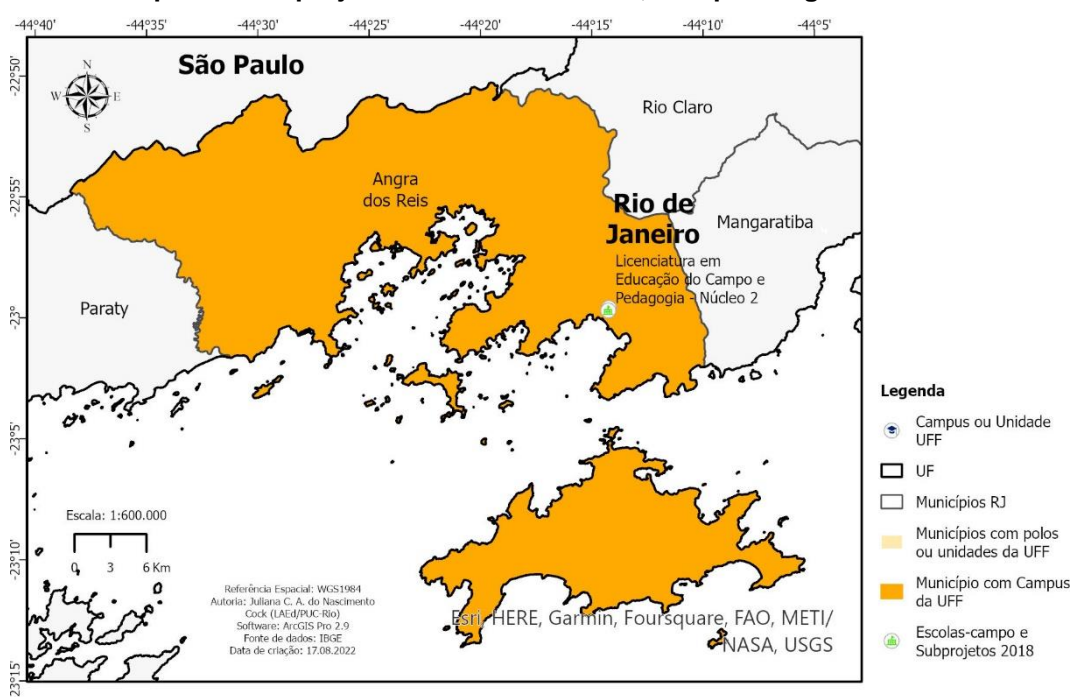 -44°40'
-44°35'
-44°30'
-44°25'
-44°20'
-44°15'
-44°10'
-44°5'
-22°50'
-22°55'
-23°0'
-23°5'
-23°10'
-23°15'
N
W
E
S
São Paulo
Rio Claro
Angra
dos Reis
Rio de
Janeiro
Mangaratiba
Licenciatura em
Educação do Campo e
Pedagogia - Núcleo 2
Paraty
Escala: 1:600.000
0 3 6 Km
Referência Espacial: WGS1984
Autoria: Juliana C. A. do Nascimento
Cock (LAEd/PUC-Rio)
Software: ArcGIS Pro 2.9
Fonte de dados: IBGE
Data de criação: 17.08.2022
Esri, HERE, Garmin, Foursquare, FAO, METI/
NASA, USGS
Legenda
Campus ou Unidade
UFF
UF
Municípios RJ
Municípios com polos
ou unidades da UFF
Município com Campus
da UFF
Escolas-campo e
Subprojetos 2018